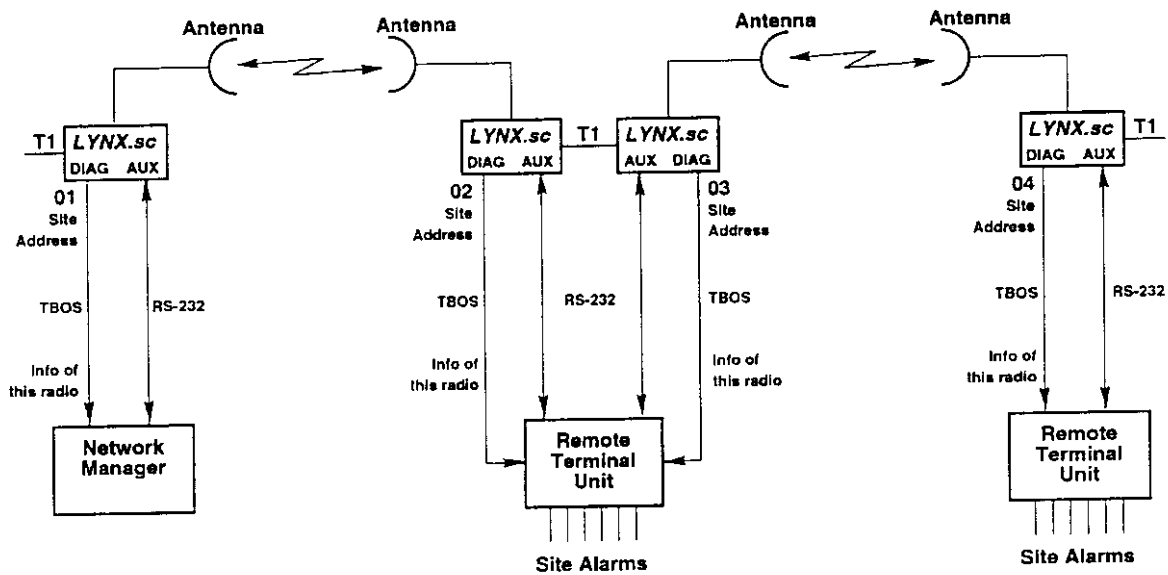 Antenna
Antenna
Antenna
Antenna
T1
LYNX.sc
DIAG AUX
LYNX.sc
DIAG AUX
T1
LYNX.sc
AUX DIAG
LYNX.sc
DIAG AUX
T1
01
Site
Address
02
Site
Address
03
Site
Address
04
Site
Address
TBOS
RS-232
TBOS
RS-232
TBOS
TBOS
RS-232
Info of
this radio
Info of
this radio
Info of
this radio
Info of
this radio
Network
Manager
Remote
Terminal
Unit
Remote
Terminal
Unit
Site Alarms
Site Alarms